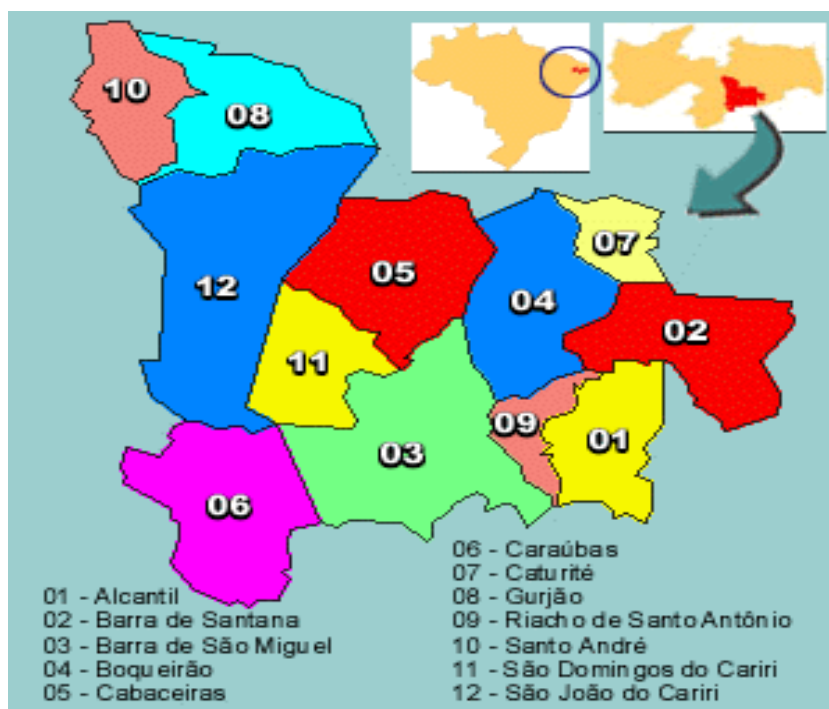 10
08
07
05
12
04
02
11
09
01
03
06
01 - Alcantil
02 - Barra de Santana
03 - Barra de São Miguel
04 - Boqueirão
05 - Cabaceiras
06 - Caraúbas
07 - Caturité
08 - Gurjão
09 - Riacho de Santo Antônio
10 - Santo André
11 - São Domingos do Cariri
12 - São João do Cariri